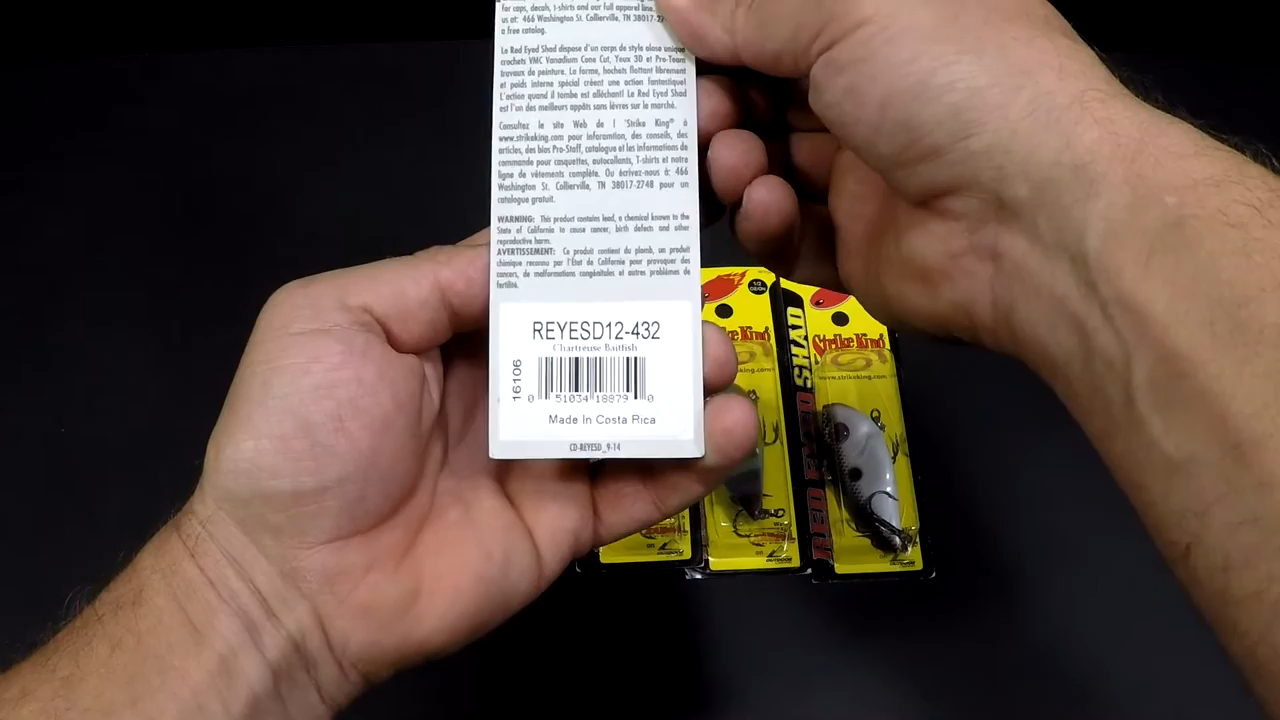 for caps, decals, t-shirts and our full apparel line.
us at: 466 Washington St. Collierville, TN 38017-27
a free catalog.
Le Red Eyed Shad dispose d'un corps de style alose unique
crochets VMC Vanadium Cone Cut, Yeux 3D et Pro-Team
travaux de peinture. La forme, hochets flottant librement
et poids interne spécial créent une action fantastique!
L'action quand il tombe est alléchant! Le Red Eyed Shad
est l'un des meilleurs appâts sans lèvres sur le marché.
Consultez le site Web de l 'Strike King® à
www.strikeking.com pour inforamtion, des conseils, des
articles, des bios Pro-Staff, catalogue et les informations de
commande pour casquettes, autocollants, T-shirts et notre
ligne de vêtements complète. Ou écrivez-nous à: 466
Washington St. Collierville, TN 38017-2748 pour un
catalogue gratuit.
WARNING: This product contains lead, a chemical known to the
State of California to cause cancer, birth defects and other
reproductive harm.
AVERTISSEMENT: Ce produit contient du plomb, un produit
chimique reconnu par l'État de Californie pour provoquer des
cancers, de malformations congénitales et autres problèmes de
fertilité.
REYESD12-432
Chartreuse Baitfish
16106
0 51034 18879 0
Made In Costa Rica
CD-REYESD_9-14
1/2
ke King
RED EYED SHAD
Strike King
www.strikeking.com
OUTDOOR
OUTDOOR